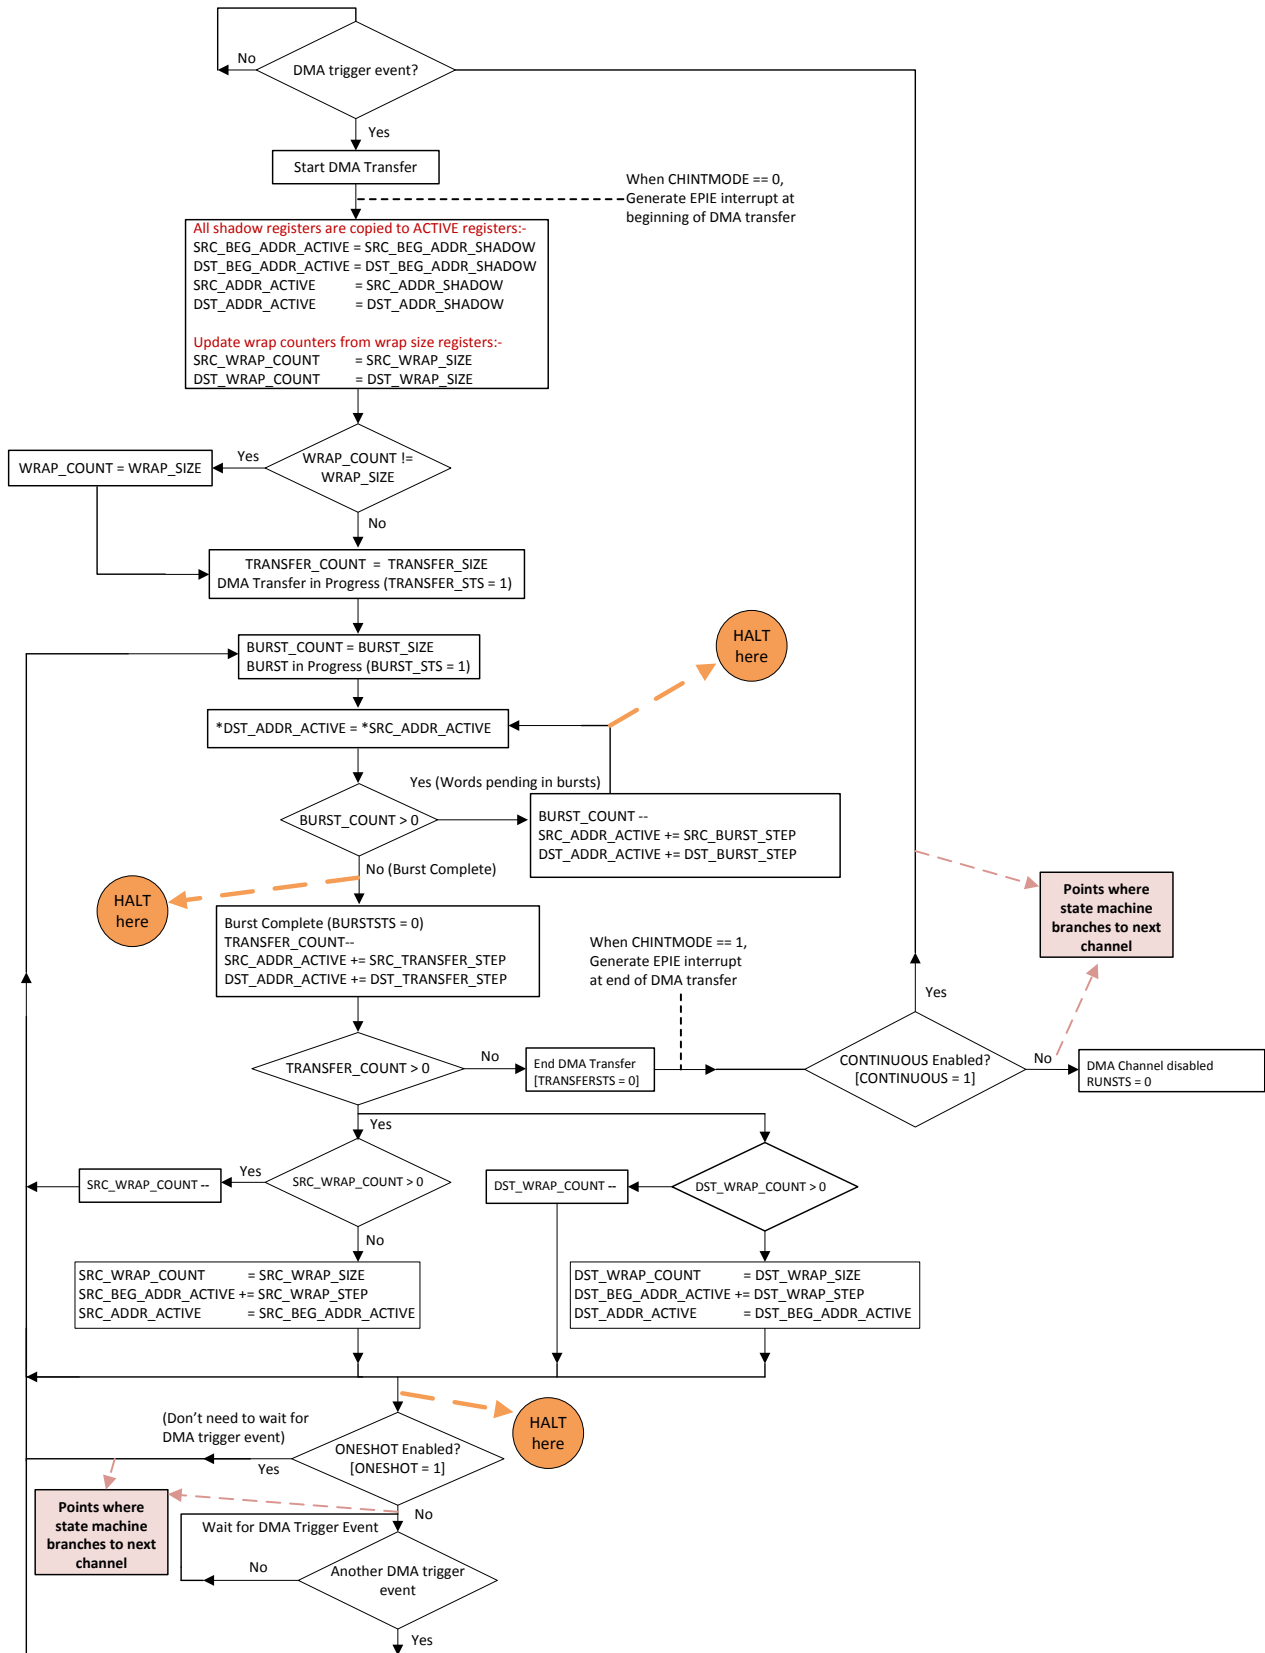 No
DMA trigger event?
Yes
Start DMA Transfer
When CHINTMODE == 0,
Generate EPIE interrupt at
beginning of DMA transfer
All shadow registers are copied to ACTIVE registers:-
SRC_BEG_ADDR_ACTIVE = SRC_BEG_ADDR_SHADOW
DST_BEG_ADDR_ACTIVE = DST_BEG_ADDR_SHADOW
SRC_ADDR_ACTIVE = SRC_ADDR_SHADOW
DST_ADDR_ACTIVE = DST_ADDR_SHADOW
Update wrap counters from wrap size registers:-
SRC_WRAP_COUNT = SRC_WRAP_SIZE
DST_WRAP_COUNT = DST_WRAP_SIZE
WRAP_COUNT = WRAP_SIZE
Yes
WRAP_COUNT !=
WRAP_SIZE
No
TRANSFER_COUNT = TRANSFER_SIZE
DMA Transfer in Progress (TRANSFER_STS = 1)
BURST_COUNT = BURST_SIZE
BURST in Progress (BURST_STS = 1)
HALT
here
*DST_ADDR_ACTIVE = *SRC_ADDR_ACTIVE
Yes (Words pending in bursts)
BURST_COUNT > 0
BURST_COUNT --
SRC_ADDR_ACTIVE += SRC_BURST_STEP
DST_ADDR_ACTIVE += DST_BURST_STEP
No (Burst Complete)
HALT
here
Points where
state machine
branches to next
channel
Burst Complete (BURSTSTS = 0)
TRANSFER_COUNT--
SRC_ADDR_ACTIVE += SRC_TRANSFER_STEP
DST_ADDR_ACTIVE += DST_TRANSFER_STEP
When CHINTMODE == 1,
Generate EPIE interrupt
at end of DMA transfer
Yes
TRANSFER_COUNT > 0
No
End DMA Transfer
[TRANSFERSTS = 0]
CONTINUOUS Enabled?
[CONTINUOUS = 1]
No
DMA Channel disabled
RUNSTS = 0
Yes
SRC_WRAP_COUNT --
Yes
SRC_WRAP_COUNT > 0
DST_WRAP_COUNT --
DST_WRAP_COUNT > 0
No
SRC_WRAP_COUNT = SRC_WRAP_SIZE
SRC_BEG_ADDR_ACTIVE += SRC_WRAP_STEP
SRC_ADDR_ACTIVE = SRC_BEG_ADDR_ACTIVE
DST_WRAP_COUNT = DST_WRAP_SIZE
DST_BEG_ADDR_ACTIVE += DST_WRAP_STEP
DST_ADDR_ACTIVE = DST_BEG_ADDR_ACTIVE
(Don't need to wait for
DMA trigger event)
HALT
here
Yes
ONESHOT Enabled?
[ONESHOT = 1]
Points where
state machine
branches to next
channel
No
Wait for DMA Trigger Event
No
Another DMA trigger
event
Yes